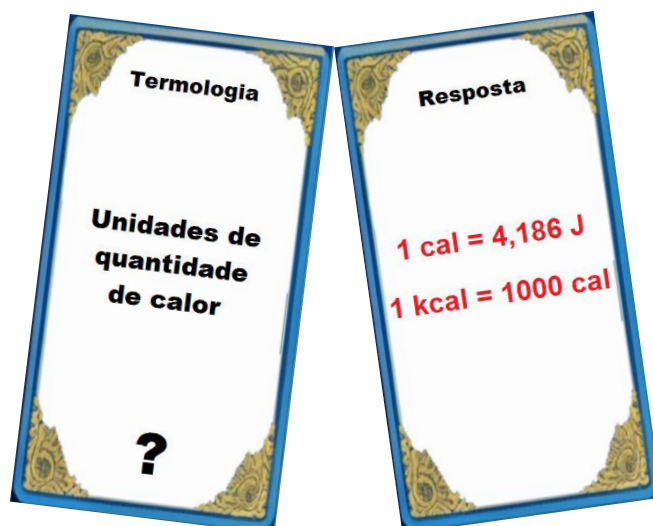 Termologia
Unidades de
quantidade
de calor
?
Resposta
1 cal = 4,186 J
1 kcal = 1000 cal